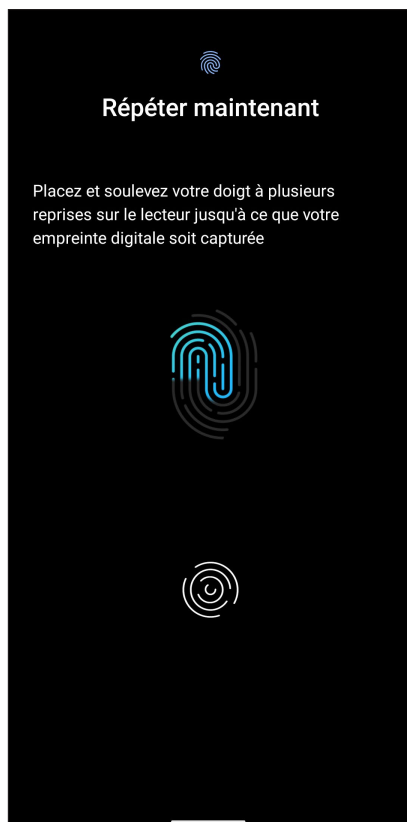 Répéter maintenant
Placez et soulevez votre doigt à plusieurs
reprises sur le lecteur jusqu'à ce que votre
empreinte digitale soit capturée